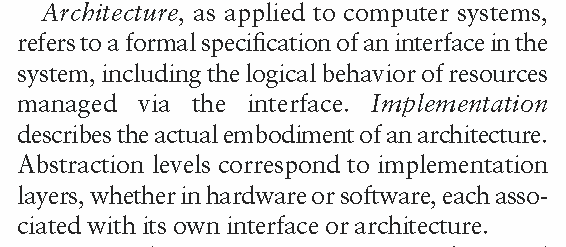 Architecture, as applied to computer systems,
refers to a formal specification of an interface in the
system, including the logical behavior of resources
managed via the interface. Implementation
describes the actual embodiment of an architecture.
Abstraction levels correspond to implementation
layers, whether in hardware or software, each asso-
ciated with its own interface or architecture.